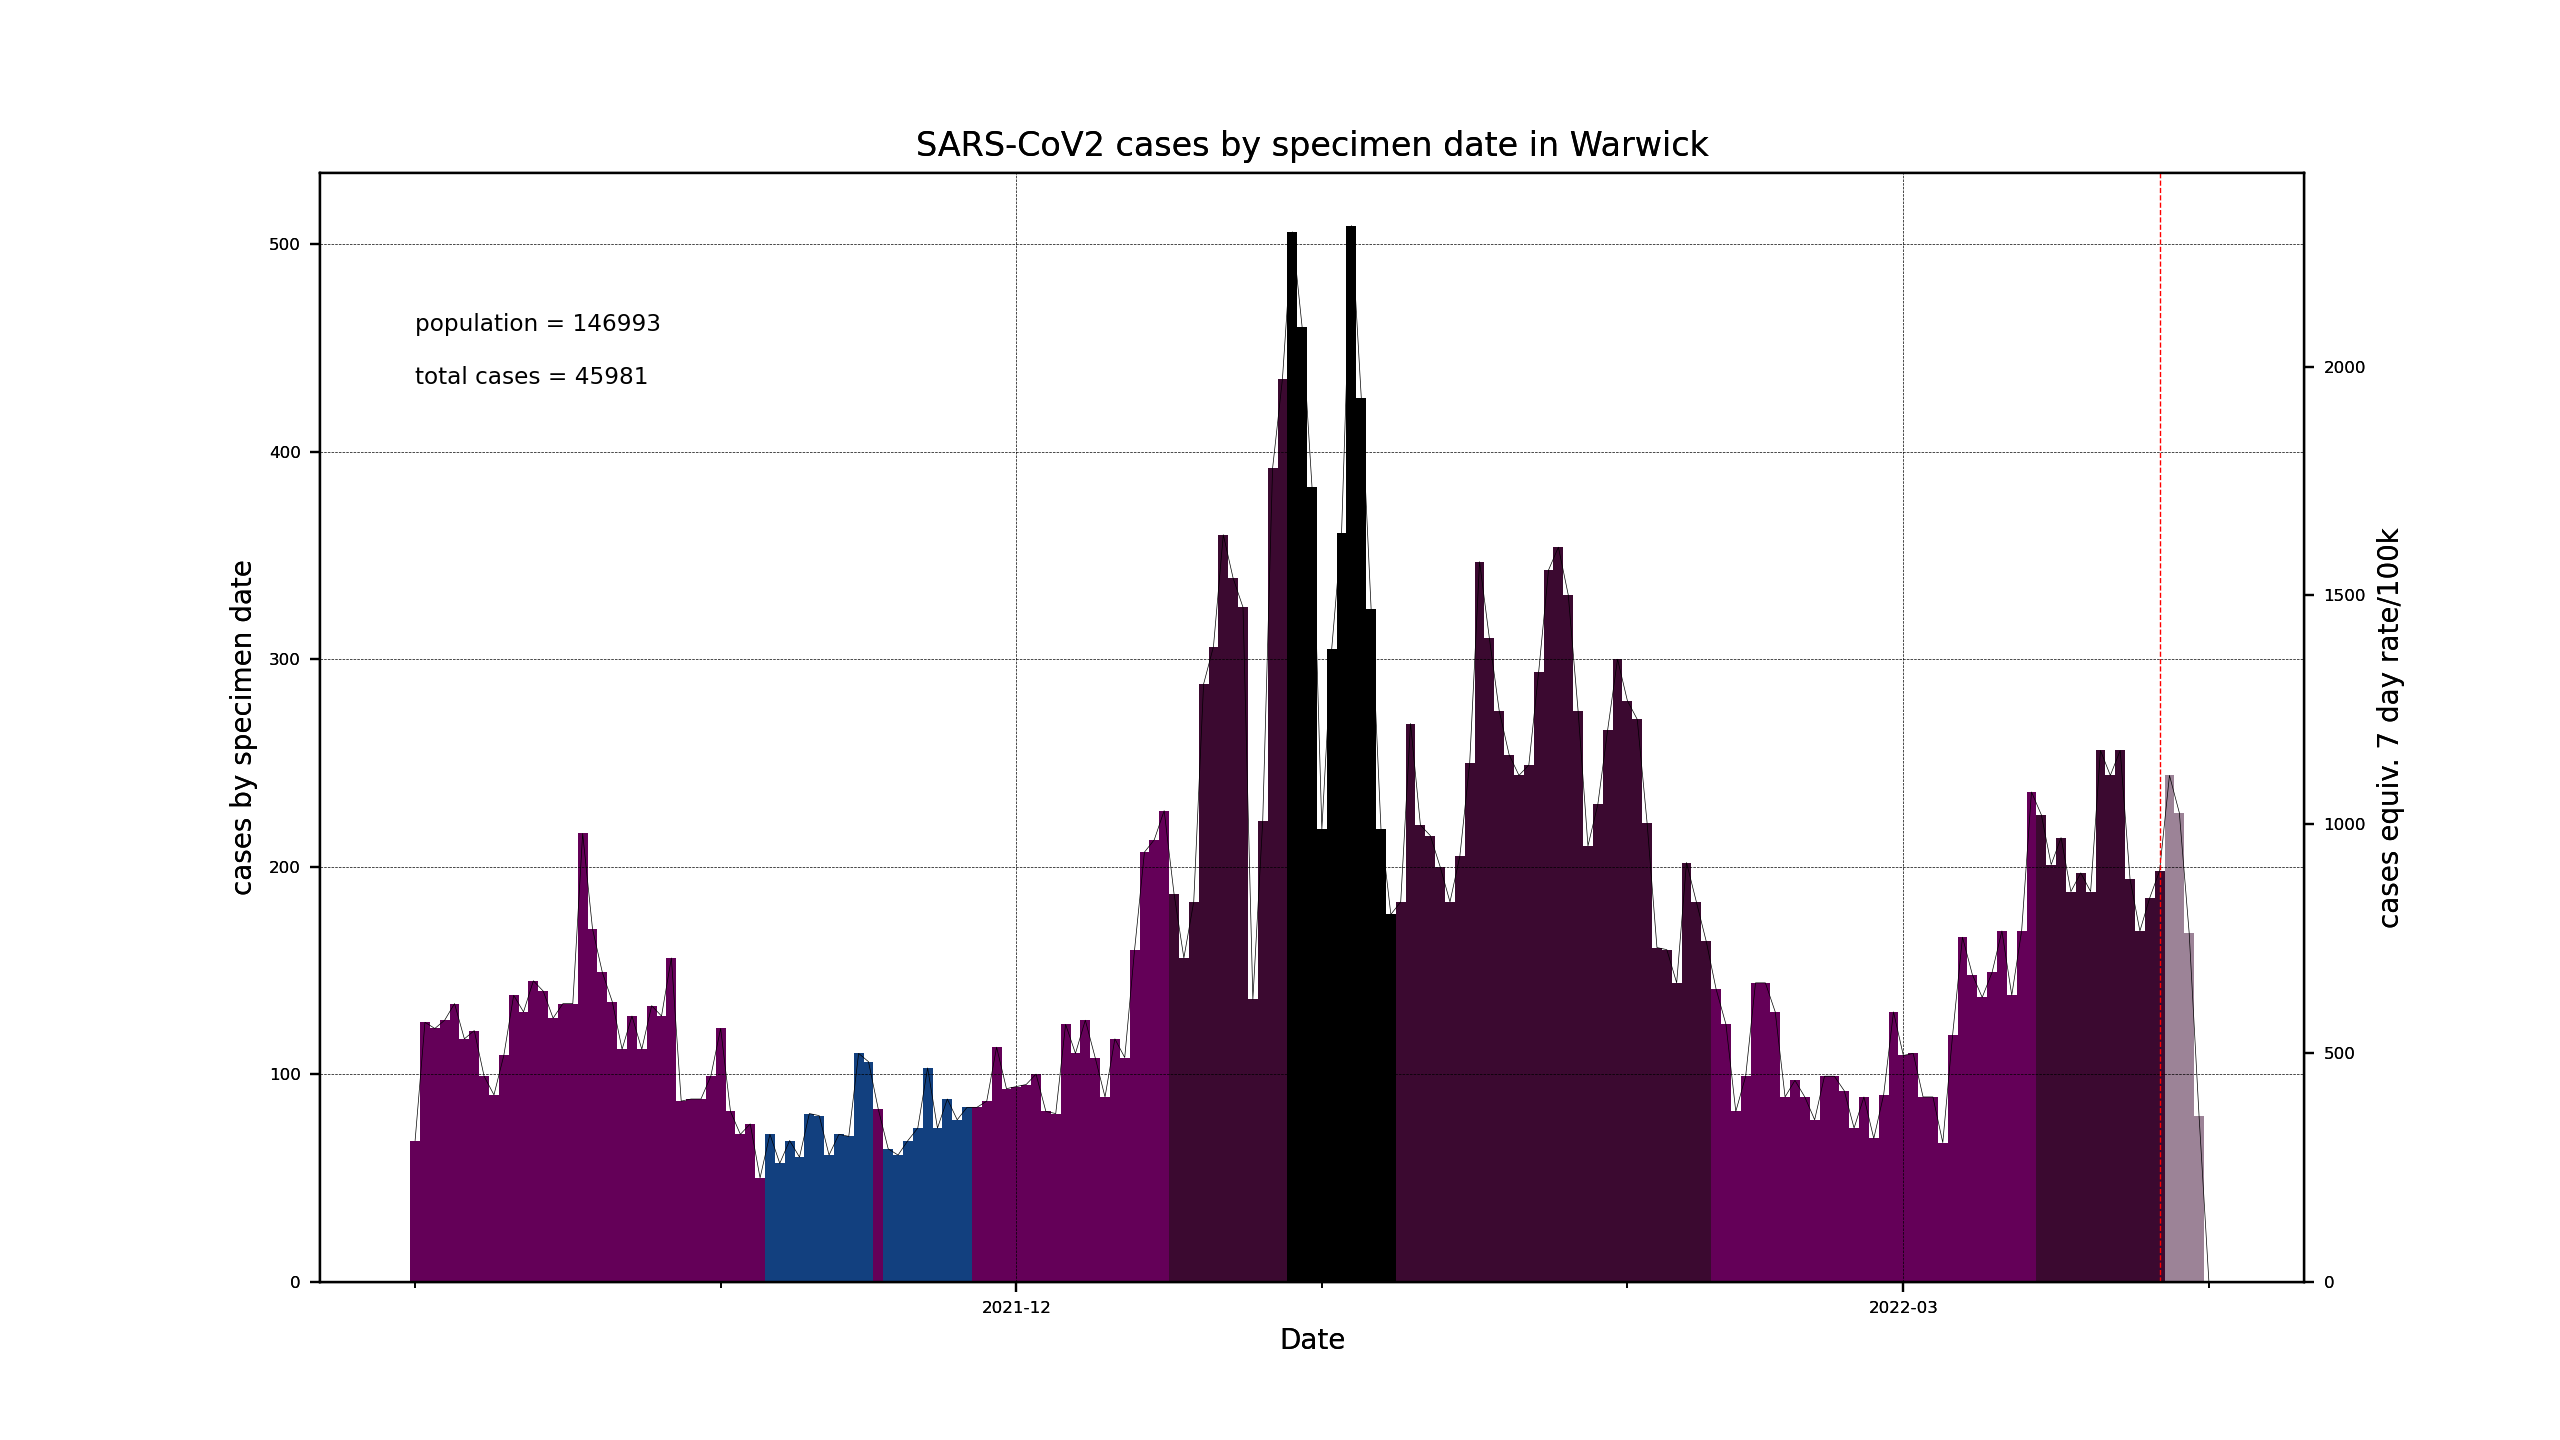 SARS-CoV2 cases by specimen date in Warwick
population = 146993
total cases = 45981
cases by specimen date
500
400
300
200
100
0
2000
1500
1000
500
0
cases equiv. 7 day rate/100k
2021-12
2022-03
Date